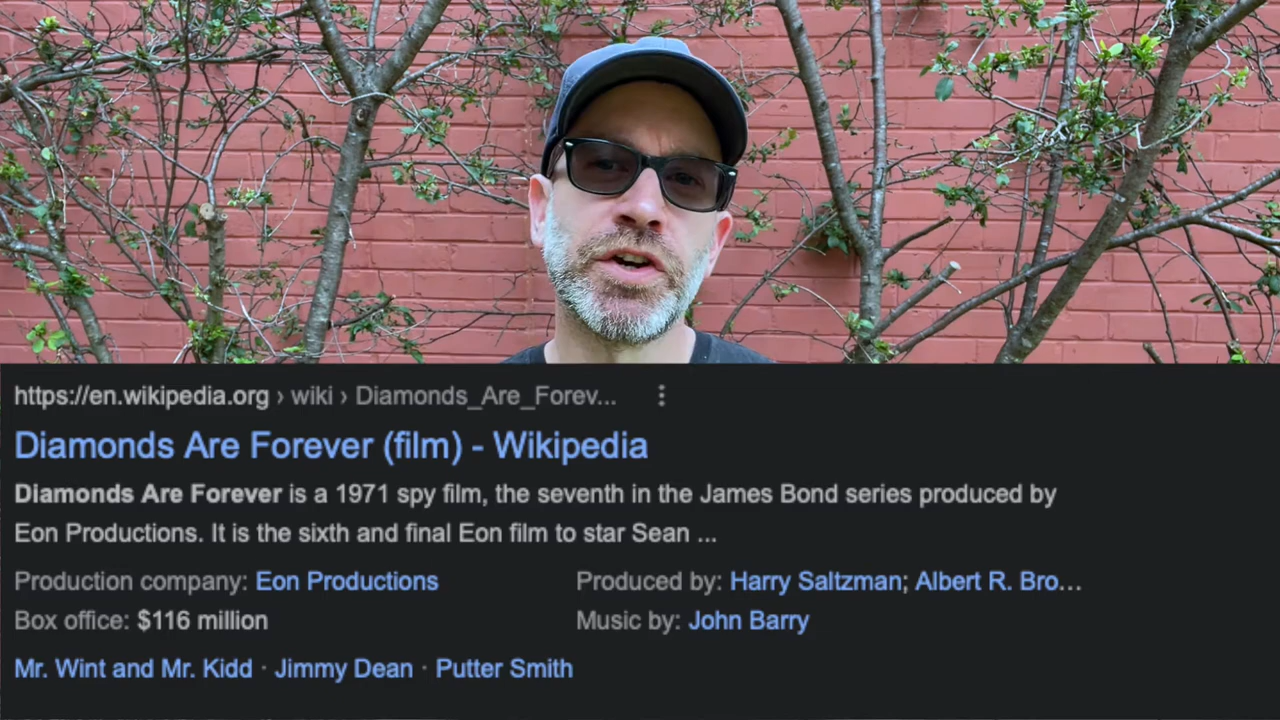 https://en.wikipedia.org › wiki › Diamonds_Are_Forev...
Diamonds Are Forever (film) - Wikipedia
Diamonds Are Forever is a 1971 spy film, the seventh in the James Bond series produced by
Eon Productions. It is the sixth and final Eon film to star Sean ...
Production company: Eon Productions
Produced by: Harry Saltzman; Albert R. Bro...
Box office: $116 million
Music by: John Barry
Mr. Wint and Mr. Kidd · Jimmy Dean · Putter Smith